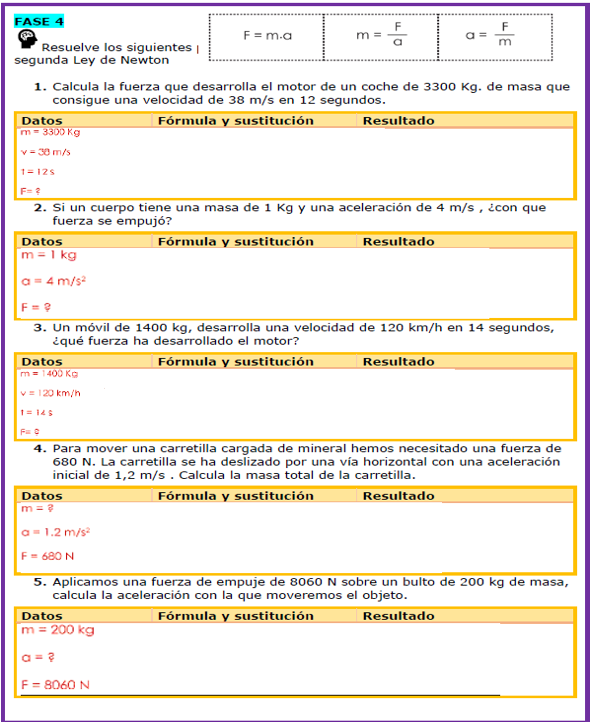 FASE 4
F = m.a
m = F/a
a = F/m
Resuelve los siguientes
segunda Ley de Newton
1. Calcula la fuerza que desarrolla el motor de un coche de 3300 Kg. de masa que
consigue una velocidad de 38 m/s en 12 segundos.
Datos Fórmula y sustitución Resultado
m = 3300 Kg
v = 38 m/s
t = 12 s
F= ?
2. Si un cuerpo tiene una masa de 1 Kg y una aceleración de 4 m/s , ¿con que
fuerza se empujó?
Datos Fórmula y sustitución Resultado
m = 1 kg
a = 4 m/s²
F = ?
3. Un móvil de 1400 kg, desarrolla una velocidad de 120 km/h en 14 segundos,
¿qué fuerza ha desarrollado el motor?
Datos Fórmula y sustitución Resultado
m = 1400 Kg
v = 120 km/h
t = 14 s
F= ?
4. Para mover una carretilla cargada de mineral hemos necesitado una fuerza de
680 N. La carretilla se ha deslizado por una vía horizontal con una aceleración
inicial de 1,2 m/s . Calcula la masa total de la carretilla.
Datos Fórmula y sustitución Resultado
m = ?
a = 1.2 m/s²
F = 680 N
5. Aplicamos una fuerza de empuje de 8060 N sobre un bulto de 200 kg de masa,
calcula la aceleración con la que moveremos el objeto.
Datos Fórmula y sustitución Resultado
m = 200 kg
a = ?
F = 8060 N